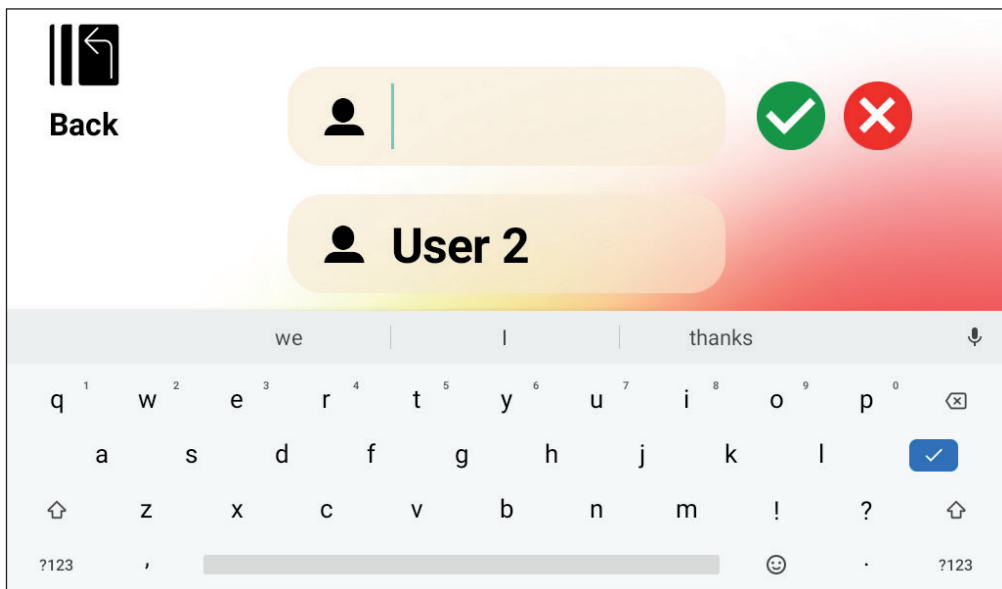 Back
User 2
we I thanks
q 1 w 2 e 3 r 4 t 5 y 6 u 7 i 8 o 9 p 0
a s d f g h j k l
z x c v b n m ! ?
?123 , . ?123